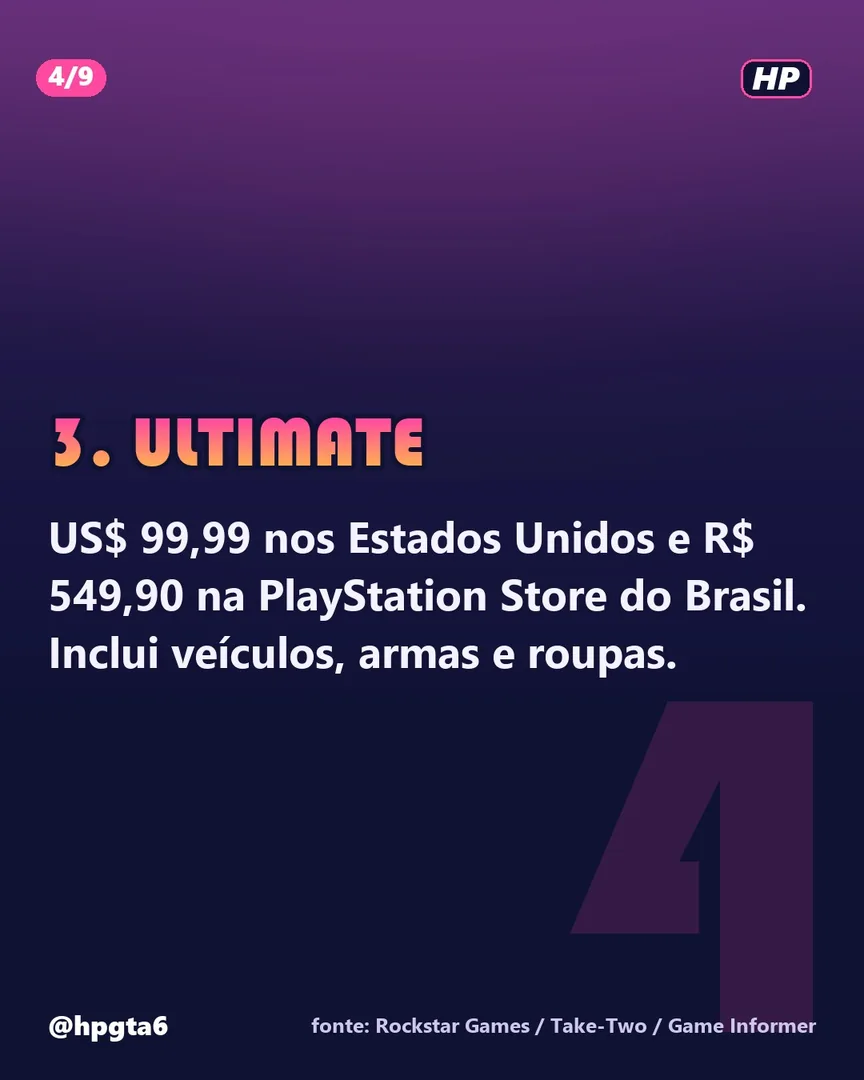 4/9
HP
3. ULTIMATE
US$ 99,99 nos Estados Unidos e R$
549,90 na PlayStation Store do Brasil.
Inclui veículos, armas e roupas.
4
@hpgta6
fonte: Rockstar Games / Take-Two / Game Informer